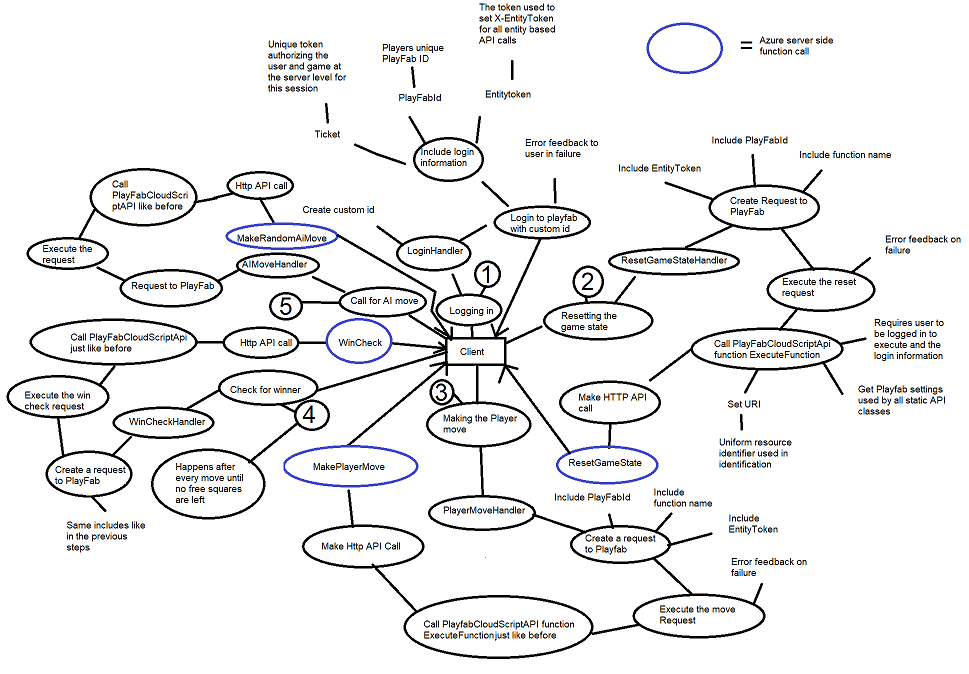 The token used to
set X-EntityToken
for all entity based
API calls
Azure server side
function call
=
Unique token
authorizing the
user and game at
the server level for
this session
Players unique
PlayFab ID
PlayFabId
Entitytoken
Ticket
Include login
information
Error feedback to
user in failure
Create custom id
Login to playfab
with custom id
LoginHandler
1
Logging in
Client
Include PlayFabId
Include function name
Include EntityToken
Create Request to
PlayFab
ResetGameStateHandler
2
Resetting the
game state
Error feedback on
failure
Execute the reset
request
Call PlayFabCloudScriptApi
function ExecuteFunction
Requires user to
be logged in to
execute and the
login information
Get Playfab settings
used by all static API
classes
Set URI
Uniform resource
identifier used in
identification
Make HTTP API
call
ResetGameState
3
Making the Player
move
PlayerMoveHandler
Include PlayFabId
Include
function name
Include
EntityToken
Create a request
to Playfab
Error feedback on
failure
Execute the move
Request
Call PlayfabCloudScriptAPI function
ExecuteFunctionjust like before
Make Http API Call
MakePlayerMove
4
Check for winner
Happens after
every move until
no free squares
are left
WinCheckHandler
Create a request
to PlayFab
Same includes like
in the previous
steps
Execute the win
check request
Call PlayFabCloudScriptApi
just like before
Http API call
WinCheck
5
Call for AI move
AIMoveHandler
Request to PlayFab
Execute the
request
Call
PlayFabCloudScri
ptAPI like before
Http API call
MakeRandomAiMove